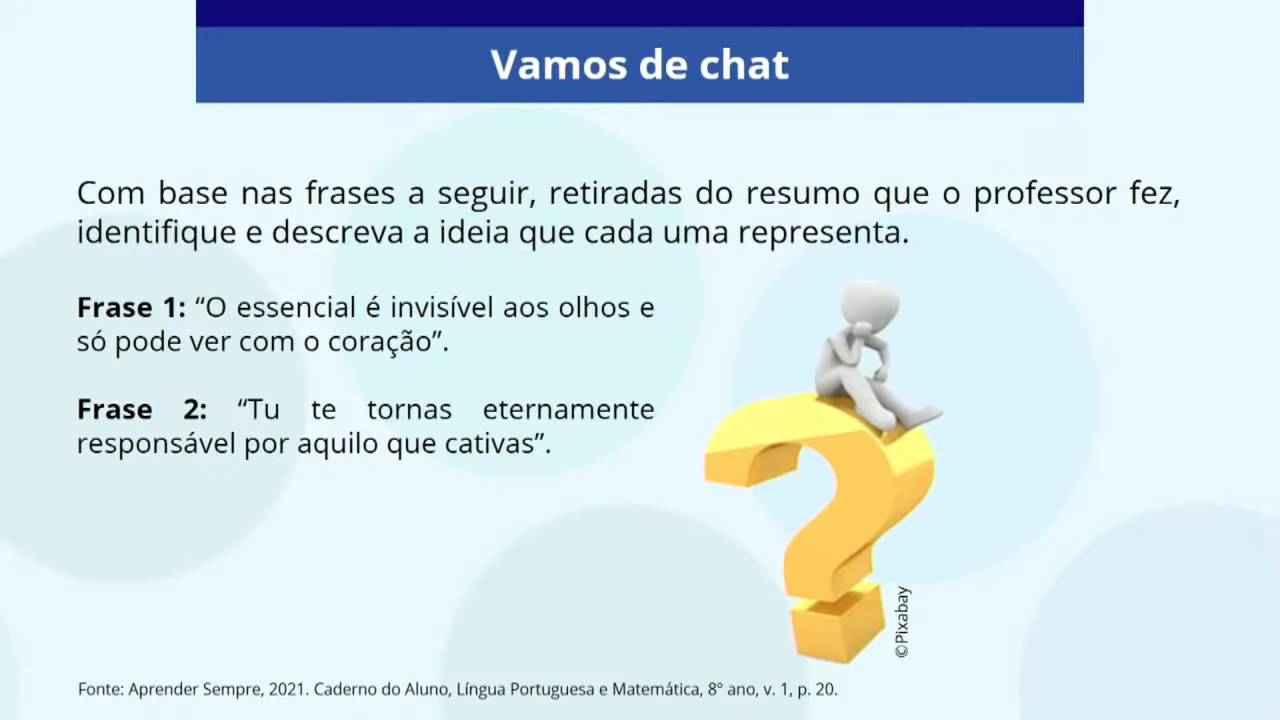 Vamos de chat
Com base nas frases a seguir, retiradas do resumo que o professor fez,
identifique e descreva a ideia que cada uma representa.
Frase 1: “O essencial é invisível aos olhos e
só pode ver com o coração”.
Frase 2: “Tu te tornas eternamente
responsável por aquilo que cativas”.
©Pixabay
Fonte: Aprender Sempre, 2021. Caderno do Aluno, Língua Portuguesa e Matemática, 8º ano, v. 1, p. 20.